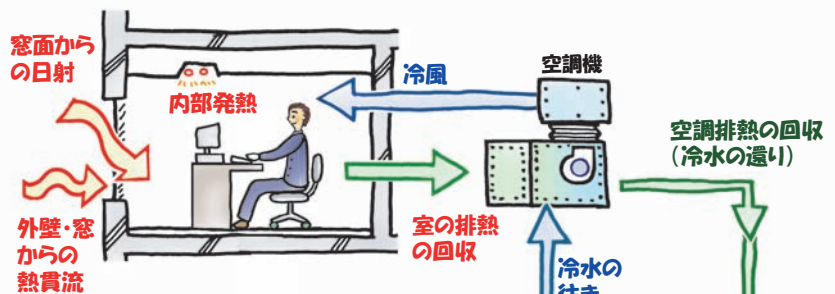 窓面から
の日射
内部発熱
外壁・窓
からの
熱貫流
冷風
空調機
室の排熱
の回収
空調排熱の回収
(冷水の還り)
冷水の
往き